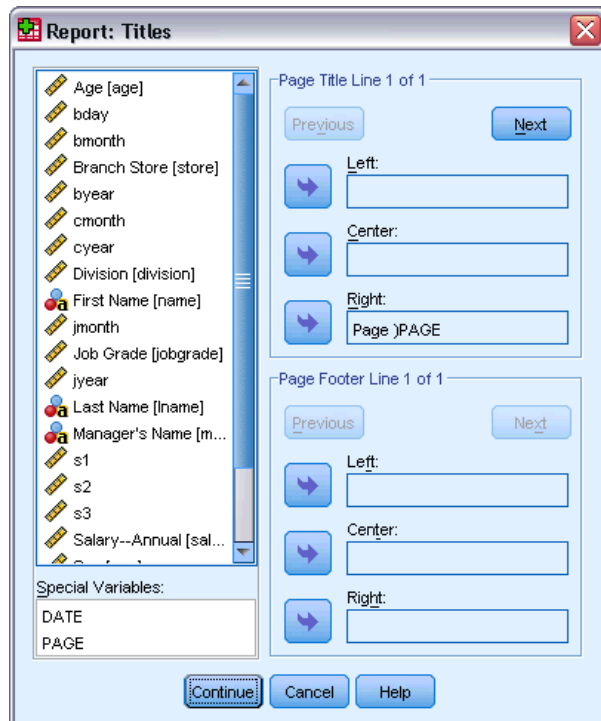 Report: Titles
Age [age]
bday
bmonth
Branch Store [store]
byear
cmonth
cyear
Division [division]
First Name [name]
jmonth
Job Grade [jobgrade]
jyear
Last Name [lname]
Manager's Name [m...
s1
s2
s3
Salary--Annual [sal...
Special Variables:
DATE
PAGE
Page Title Line 1 of 1
Previous
Next
Left:
Center:
Right:
Page )PAGE
Page Footer Line 1 of 1
Previous
Next
Left:
Center:
Right:
Continue
Cancel
Help